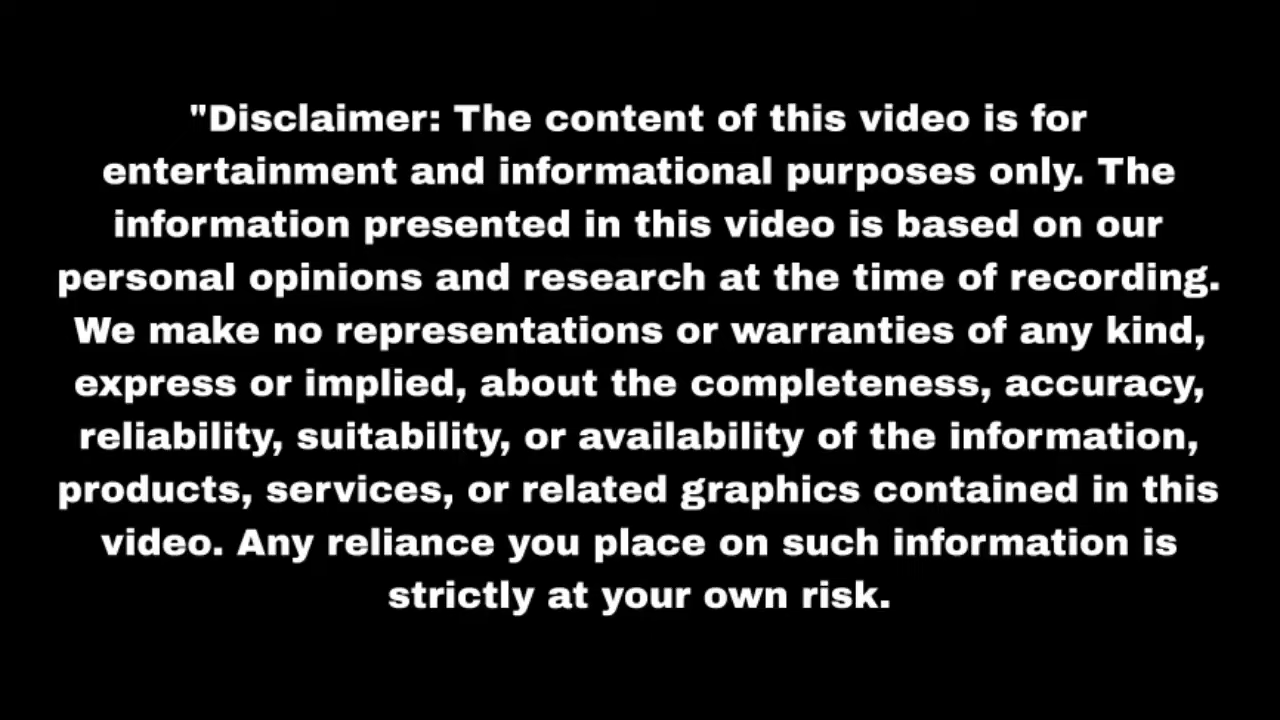 "Disclaimer: The content of this video is for
entertainment and informational purposes only. The
information presented in this video is based on our
personal opinions and research at the time of recording.
We make no representations or warranties of any kind,
express or implied, about the completeness, accuracy,
reliability, suitability, or availability of the information,
products, services, or related graphics contained in this
video. Any reliance you place on such information is
strictly at your own risk.